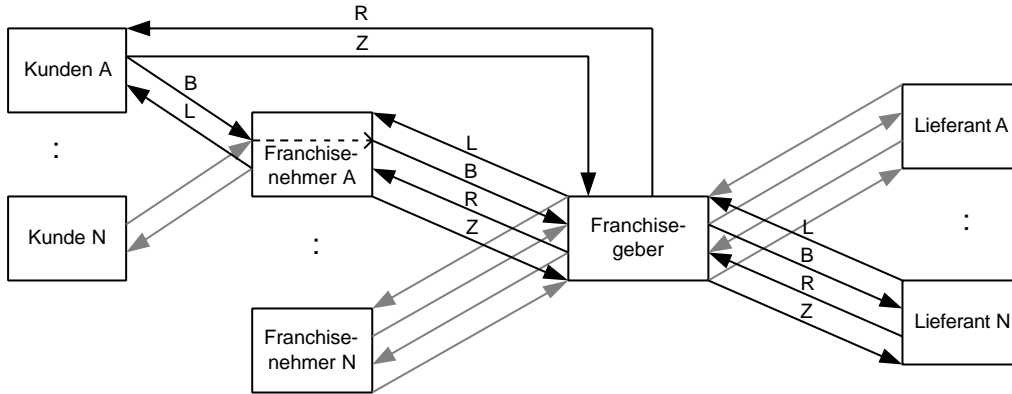 R
Z
Kunden A
B
L
:
Kunde N
Franchise-
nehmer A
:
Franchise-
nehmer N
L
B
R
Z
Franchise-
geber
L
B
R
Z
Lieferant A
:
Lieferant N